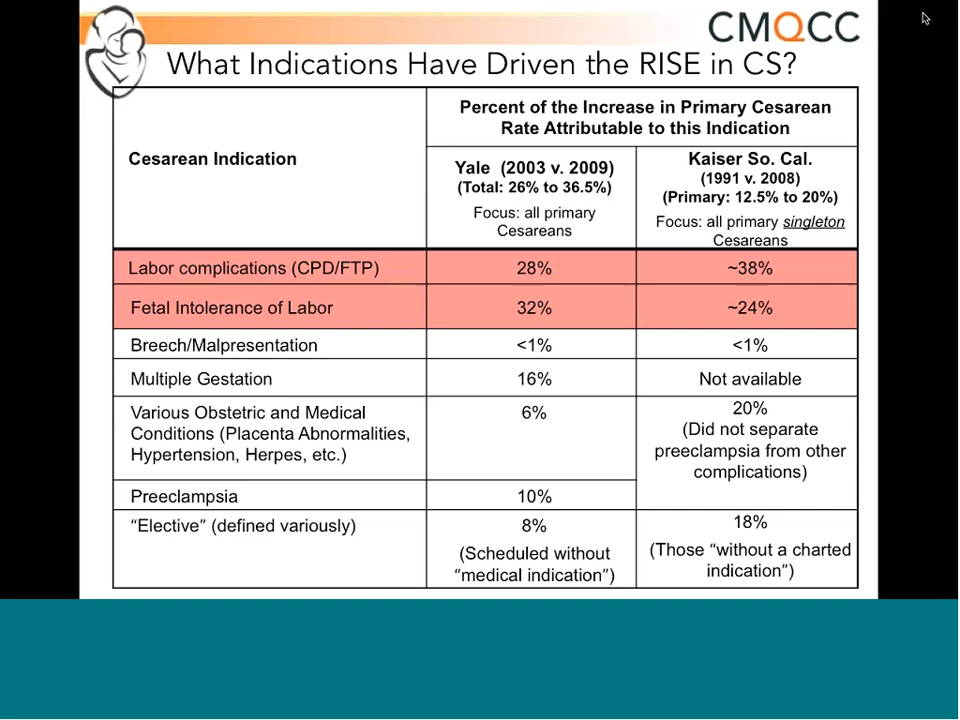 CMQCC
What Indications Have Driven the RISE in CS?
Cesarean Indication
Percent of the Increase in Primary Cesarean
Rate Attributable to this Indication
Yale (2003 v. 2009)
(Total: 26% to 36.5%)
Focus: all primary
Cesareans
Kaiser So. Cal.
(1991 v. 2008)
(Primary: 12.5% to 20%)
Focus: all primary singleton
Cesareans
Labor complications (CPD/FTP)
28%
~38%
Fetal Intolerance of Labor
32%
~24%
Breech/Malpresentation
<1%
<1%
Multiple Gestation
16%
Not available
Various Obstetric and Medical
Conditions (Placenta Abnormalities,
Hypertension, Herpes, etc.)
6%
20%
(Did not separate
preeclampsia from other
complications)
Preeclampsia
10%
“Elective” (defined variously)
8%
(Scheduled without
“medical indication”)
18%
(Those “without a charted
indication”)